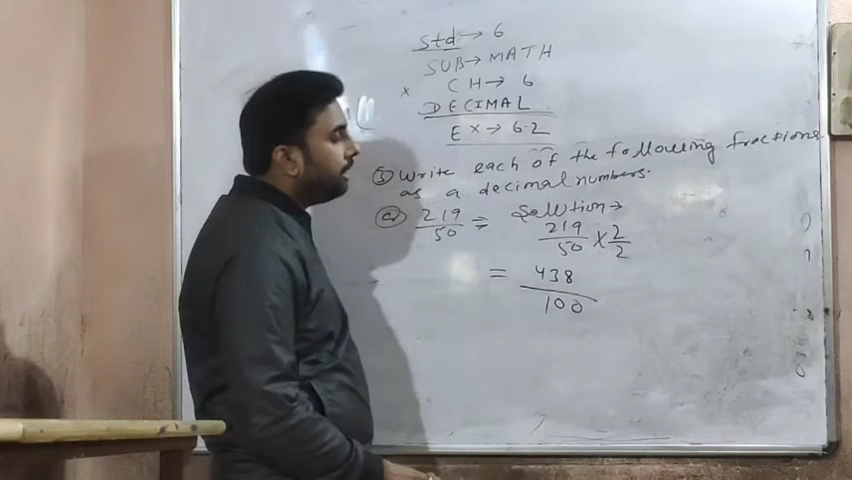 Std → 6
SUB → MATH
CH → 6
DECIMAL
EX → 6.2
③ Write each of the following fractions
as a decimal numbers.
219/50 ⇒ Solution →
219/50 × 2/2
= 438/100